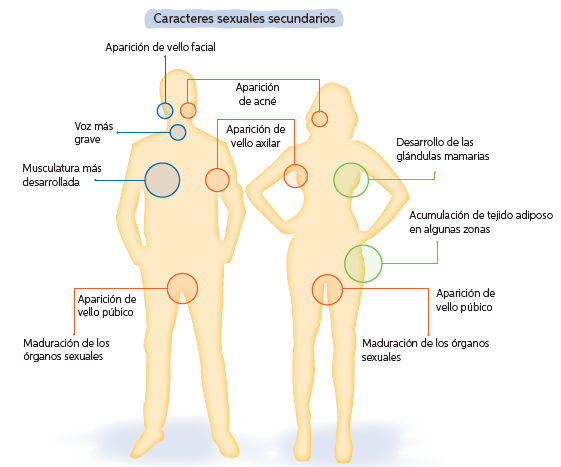 Caracteres sexuales secundarios
Aparición de vello facial
Aparición
de acné
Voz más
grave
Aparición de
vello axilar
Musculatura más
desarrollada
Desarrollo de las
glándulas mamarias
Acumulación de tejido adiposo
en algunas zonas
Aparición de
vello púbico
Maduración de los
órganos sexuales
Aparición de
vello púbico
Maduración de los órganos
sexuales